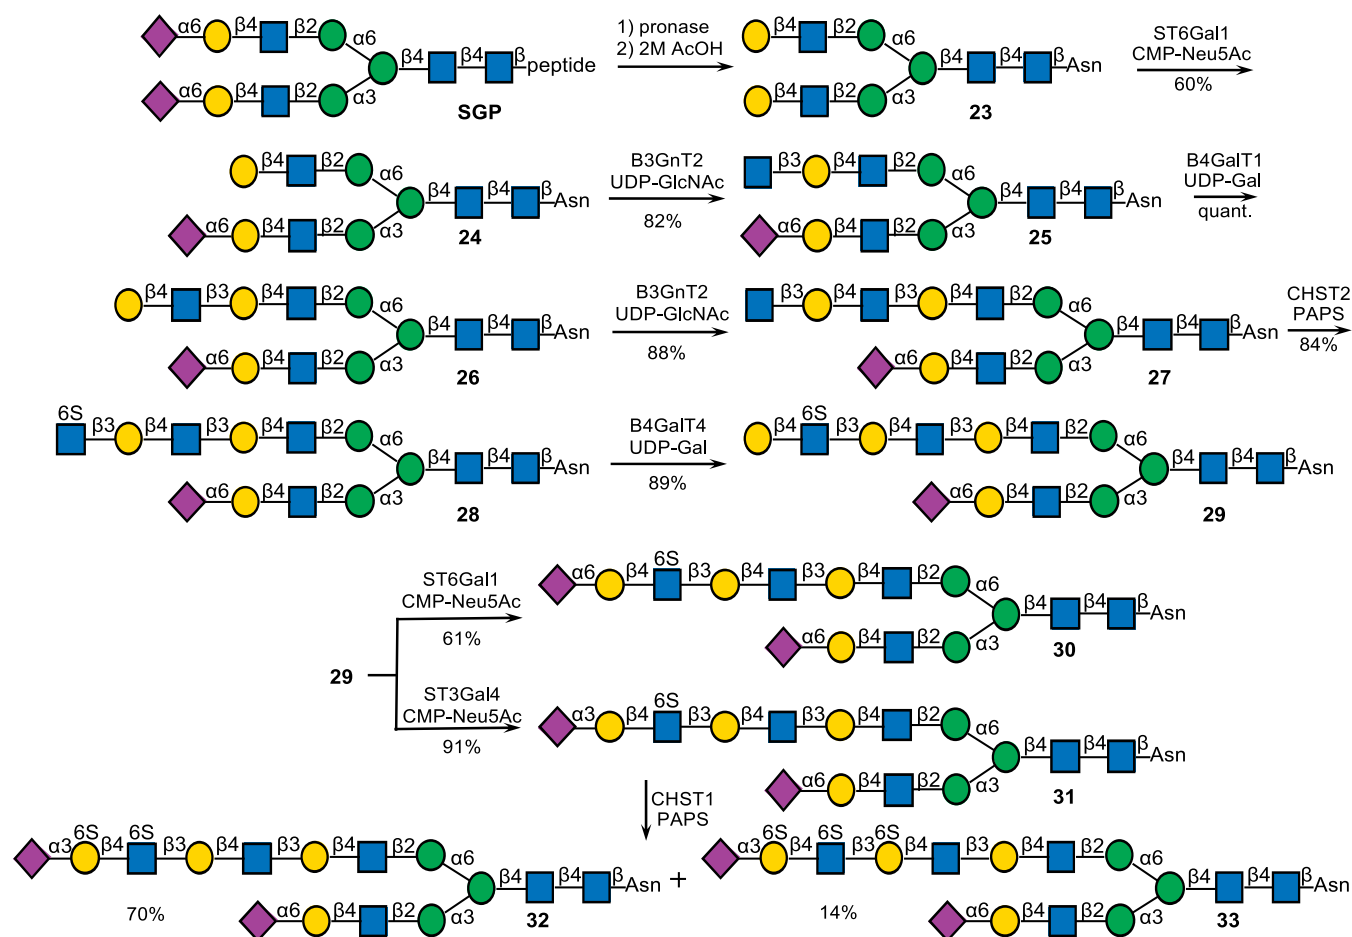 α6 β4 β2 α6 β4 β4 β peptide
α6 β4 β2 α3
SGP
1) pronase
2) 2M AcOH
β4 β2 α6 β4 β4 β Asn
β4 β2 α3
23
ST6Gal1
CMP-Neu5Ac
60%
β4 β2 α6 β4 β4 β Asn
α6 β4 β2 α3
24
B3GnT2
UDP-GlcNAc
82%
β3 β4 β2 α6 β4 β4 β Asn
α6 β4 β2 α3
25
B4GalT1
UDP-Gal
quant.
β4 β3 β4 β2 α6 β4 β4 β Asn
α6 β4 β2 α3
26
B3GnT2
UDP-GlcNAc
88%
β3 β4 β3 β4 β2 α6 β4 β4 β Asn
α6 β4 β2 α3
27
CHST2
PAPS
84%
6S
β3 β4 β3 β4 β2 α6 β4 β4 β Asn
α6 β4 β2 α3
28
B4GalT4
UDP-Gal
89%
6S
β4 β3 β4 β3 β4 β2 α6 β4 β4 β Asn
α6 β4 β2 α3
29
29
ST6Gal1
CMP-Neu5Ac
61%
6S
α6 β4 β3 β4 β3 β4 β2 α6 β4 β4 β Asn
α6 β4 β2 α3
30
ST3Gal4
CMP-Neu5Ac
91%
6S
α3 β4 β3 β4 β3 β4 β2 α6 β4 β4 β Asn
α6 β4 β2 α3
31
CHST1
PAPS
6S 6S
α3 β4 β3 β4 β3 β4 β2 α6 β4 β4 β Asn
α6 β4 β2 α3
70%
32
+
6S 6S 6S
α3 β4 β3 β4 β3 β4 β2 α6 β4 β4 β Asn
α6 β4 β2 α3
14%
33